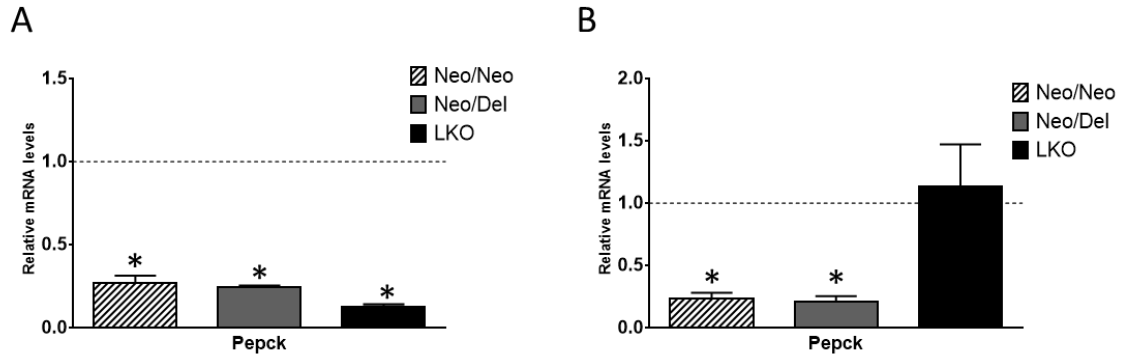 A
1.5
1.0
0.5
0.0
Relative mRNA levels
Neo/Neo
Neo/Del
LKO
*
*
*
Pepck
B
2.0
1.5
1.0
0.5
0.0
Relative mRNA levels
Neo/Neo
Neo/Del
LKO
*
*
Pepck